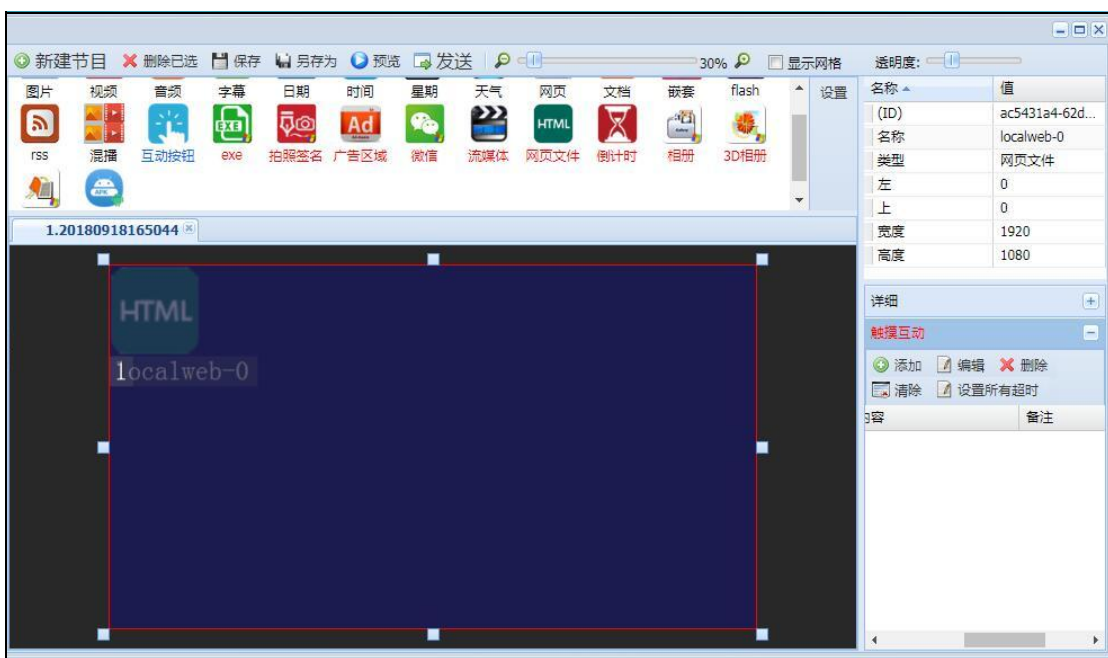 新建节目 删除已选 保存 另存为 预览 发送 30% 显示网格 透明度:
图片 视频 音频 字幕 日期 时间 星期 天气 网页 文档 嵌套 flash 设置
EXE Ad HTML
rss 混播 互动按钮 exe 拍照签名 广告区域 微信 流媒体 网页文件 倒计时 相册 3D相册
APK
名称 值
(ID) ac5431a4-62d...
名称 localweb-0
类型 网页文件
左 0
上 0
宽度 1920
高度 1080
1.20180918165044
HTML
localweb-0
详细
触摸互动
添加 编辑 删除
清除 设置所有超时
内容 备注